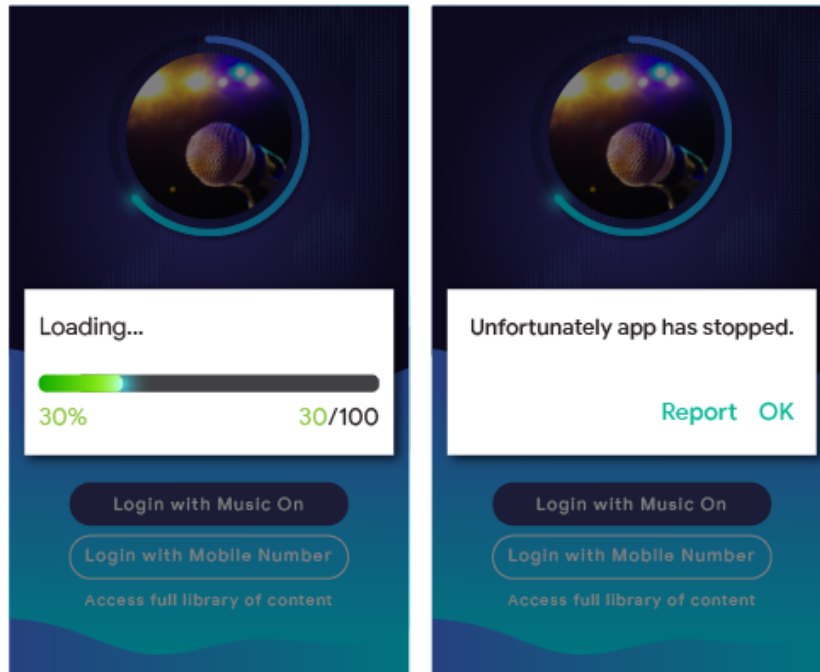 Loading...
30%
30/100
Login with Music On
Login with Mobile Number
Access full library of content
Unfortunately app has stopped.
Report OK
Login with Music On
Login with Mobile Number
Access full library of content